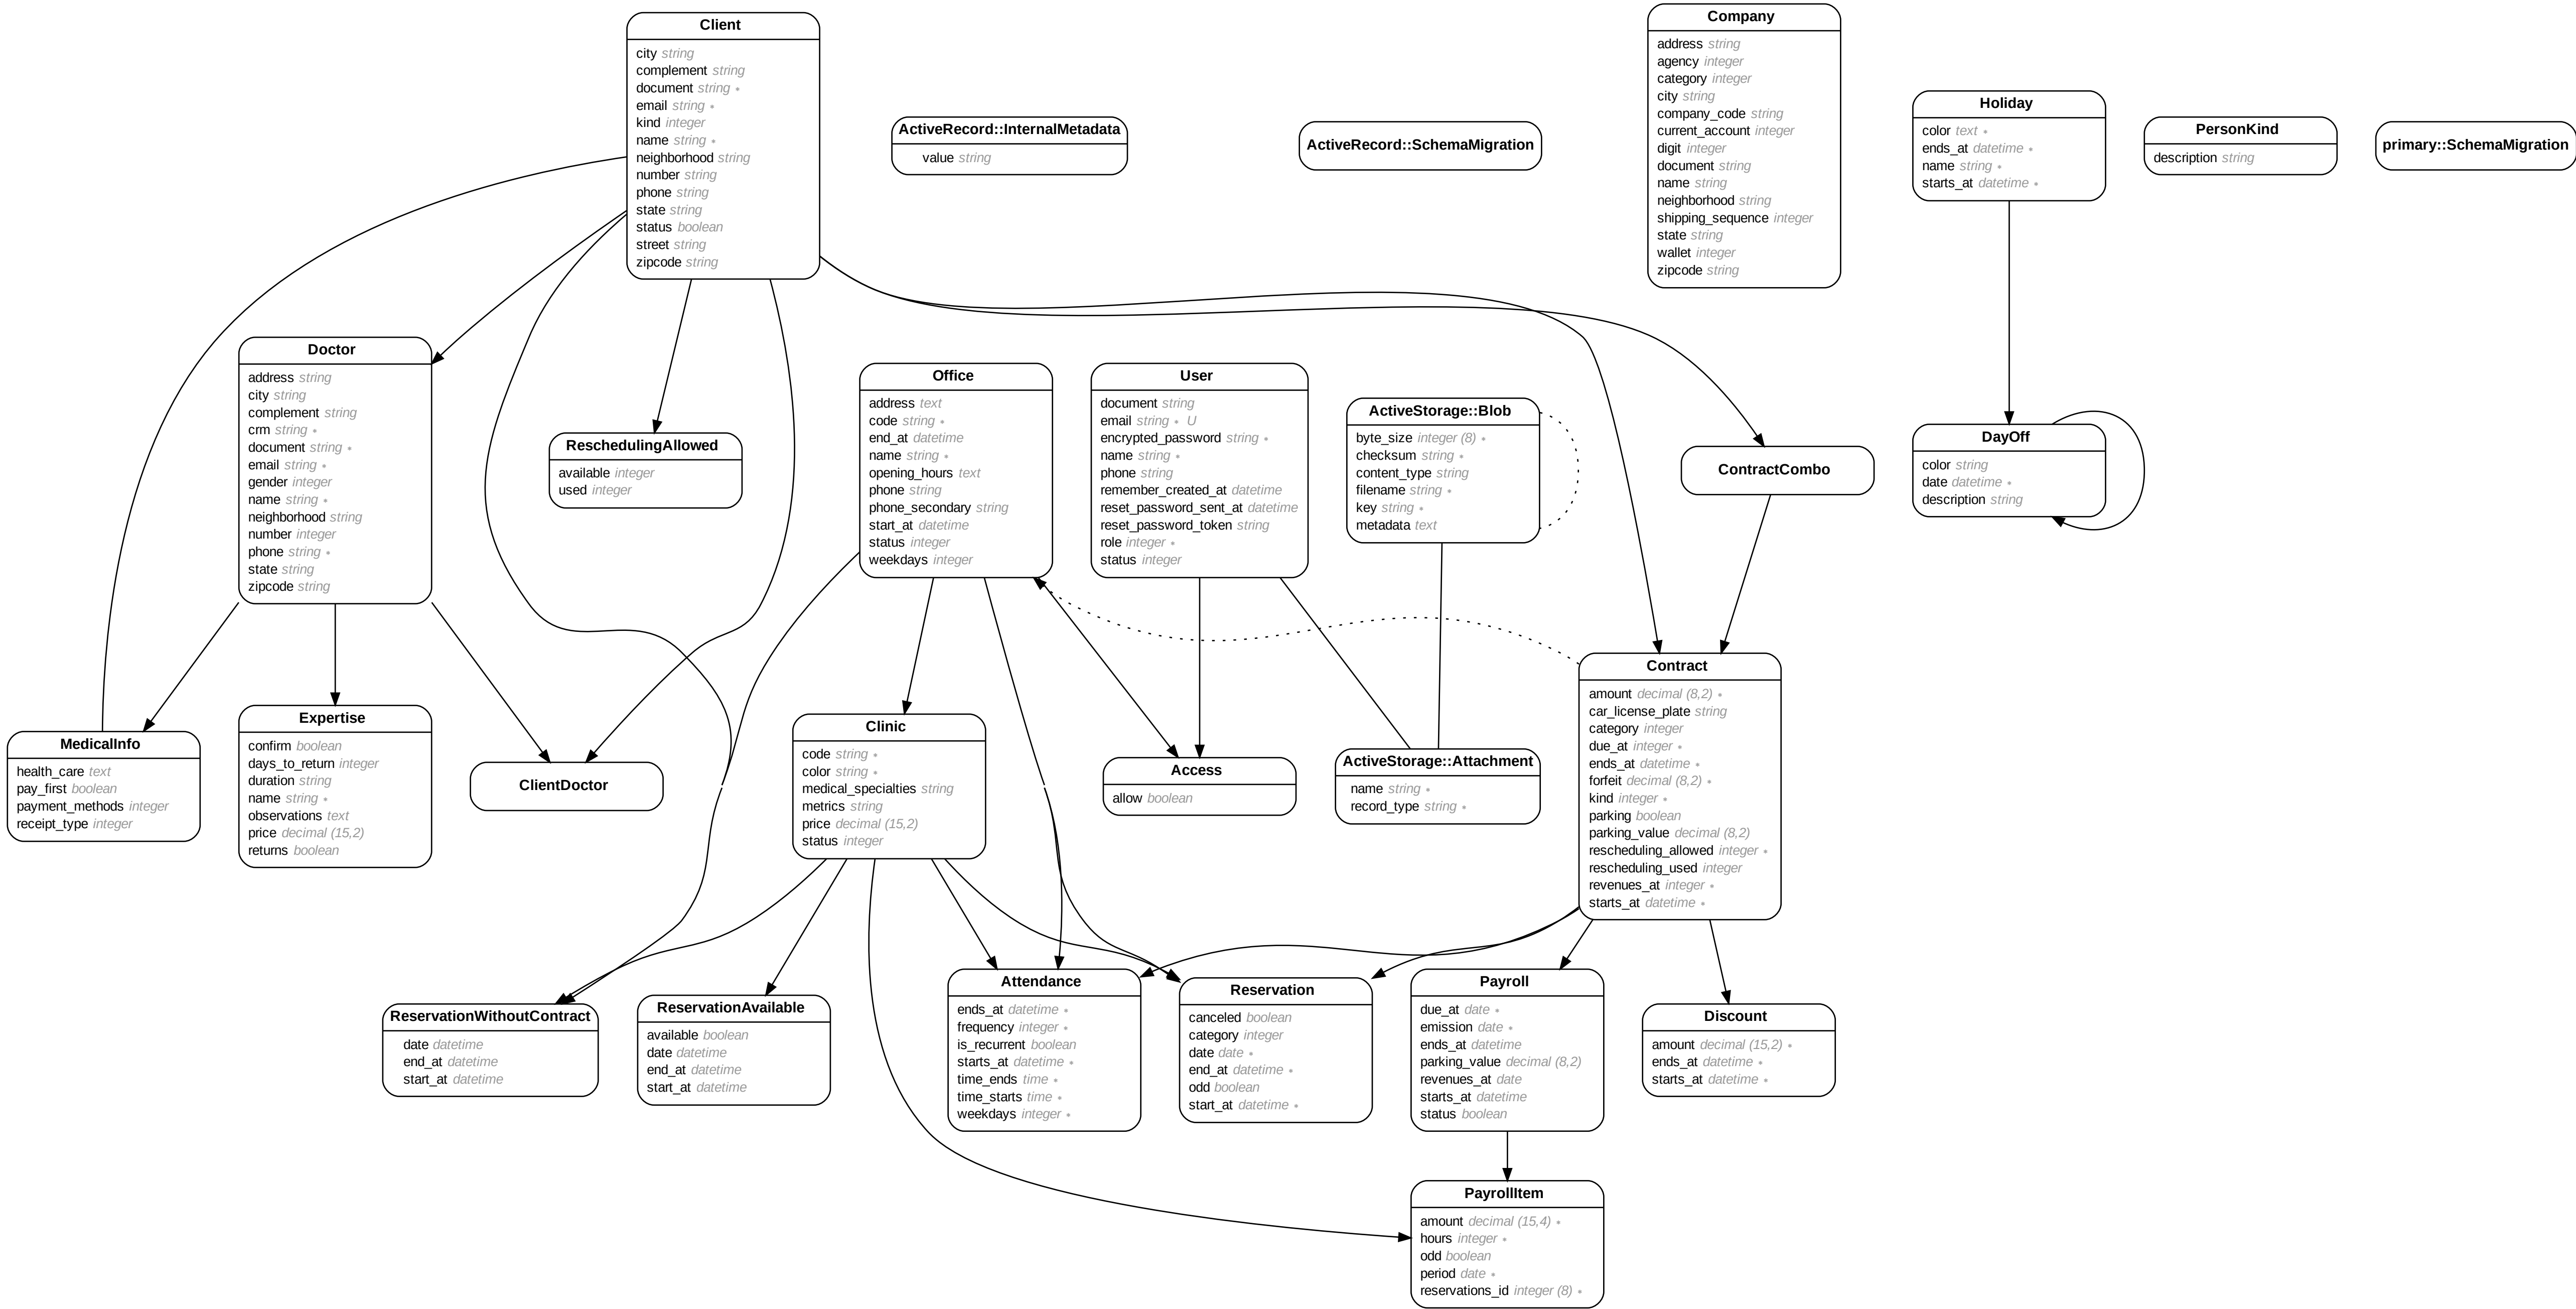 Client
city string
complement string
document string *
email string *
kind integer
name string *
neighborhood string
number string
phone string
state string
status boolean
street string
zipcode string
ActiveRecord::InternalMetadata
value string
ActiveRecord::SchemaMigration
Company
address string
agency integer
category integer
city string
company_code string
current_account integer
digit integer
document string
name string
neighborhood string
shipping_sequence integer
state string
wallet integer
zipcode string
Holiday
color text *
ends_at datetime *
name string *
starts_at datetime *
PersonKind
description string
primary::SchemaMigration
Doctor
address string
city string
complement string
crm string *
document string *
email string *
gender integer
name string *
neighborhood string
number integer
phone string *
state string
zipcode string
ReschedulingAllowed
available integer
used integer
Office
address text
code string *
end_at datetime
name string *
opening_hours text
phone string
phone_secondary string
start_at datetime
status integer
weekdays integer
User
document string
email string * U
encrypted_password string *
name string *
phone string
remember_created_at datetime
reset_password_sent_at datetime
reset_password_token string
role integer *
status integer
ActiveStorage::Blob
byte_size integer (8) *
checksum string *
content_type string
filename string *
key string *
metadata text
ContractCombo
DayOff
color string
date datetime *
description string
MedicalInfo
health_care text
pay_first boolean
payment_methods integer
receipt_type integer
Expertise
confirm boolean
days_to_return integer
duration string
name string *
observations text
price decimal (15,2)
returns boolean
ClientDoctor
Clinic
code string *
color string *
medical_specialties string
metrics string
price decimal (15,2)
status integer
Access
allow boolean
ActiveStorage::Attachment
name string *
record_type string *
Contract
amount decimal (8,2) *
car_license_plate string
category integer
due_at integer *
ends_at datetime *
forfeit decimal (8,2) *
kind integer *
parking boolean
parking_value decimal (8,2)
rescheduling_allowed integer *
rescheduling_used integer
revenues_at integer *
starts_at datetime *
ReservationWithoutContract
date datetime
end_at datetime
start_at datetime
ReservationAvailable
available boolean
date datetime
end_at datetime
start_at datetime
Attendance
ends_at datetime *
frequency integer *
is_recurrent boolean
starts_at datetime *
time_ends time *
time_starts time *
weekdays integer *
Reservation
canceled boolean
category integer
date date *
end_at datetime *
odd boolean
start_at datetime *
Payroll
due_at date *
emission date *
ends_at datetime
parking_value decimal (8,2)
revenues_at date
starts_at datetime
status boolean
Discount
amount decimal (15,2) *
ends_at datetime *
starts_at datetime *
PayrollItem
amount decimal (15,4) *
hours integer *
odd boolean
period date *
reservations_id integer (8) *